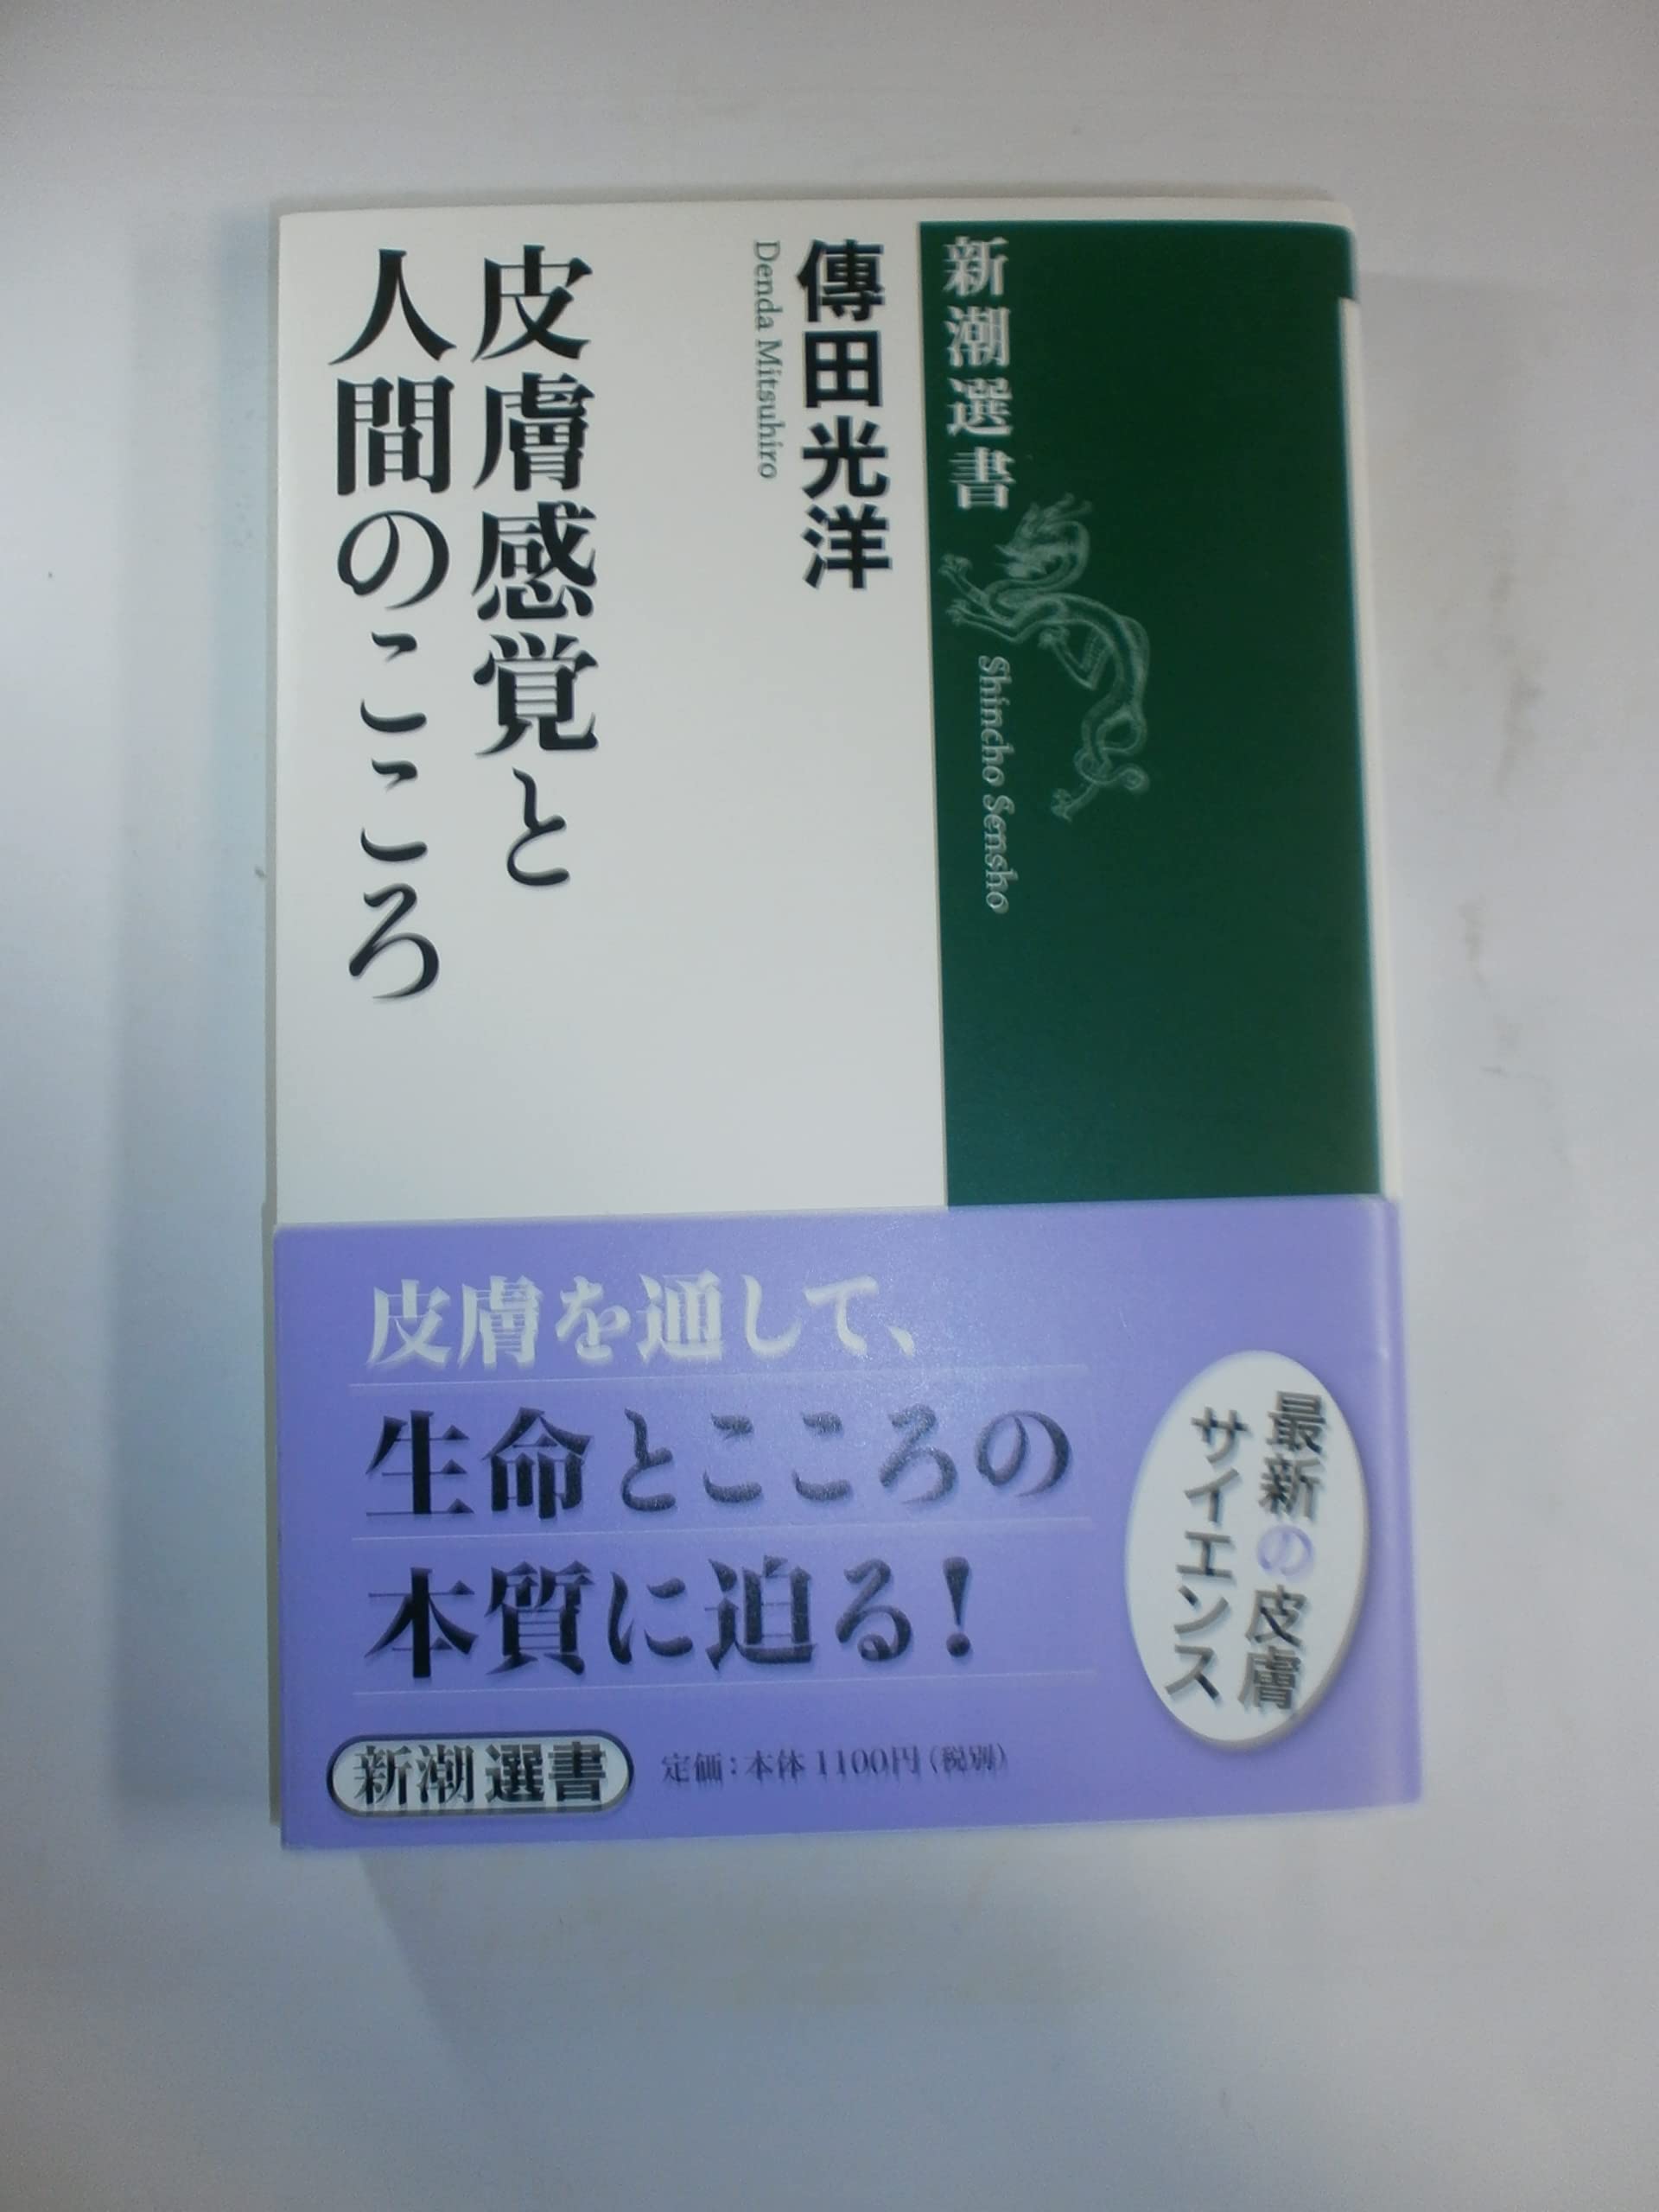 新潮選書
Shincho Sensho
傳田光洋
Denda Mitsuhiro
皮膚感覚と
人間のこころ
皮膚を通して、
生命とこころの
本質に迫る!
最新の皮膚
サイエンス
新潮選書
定価:本体1100円(税別)